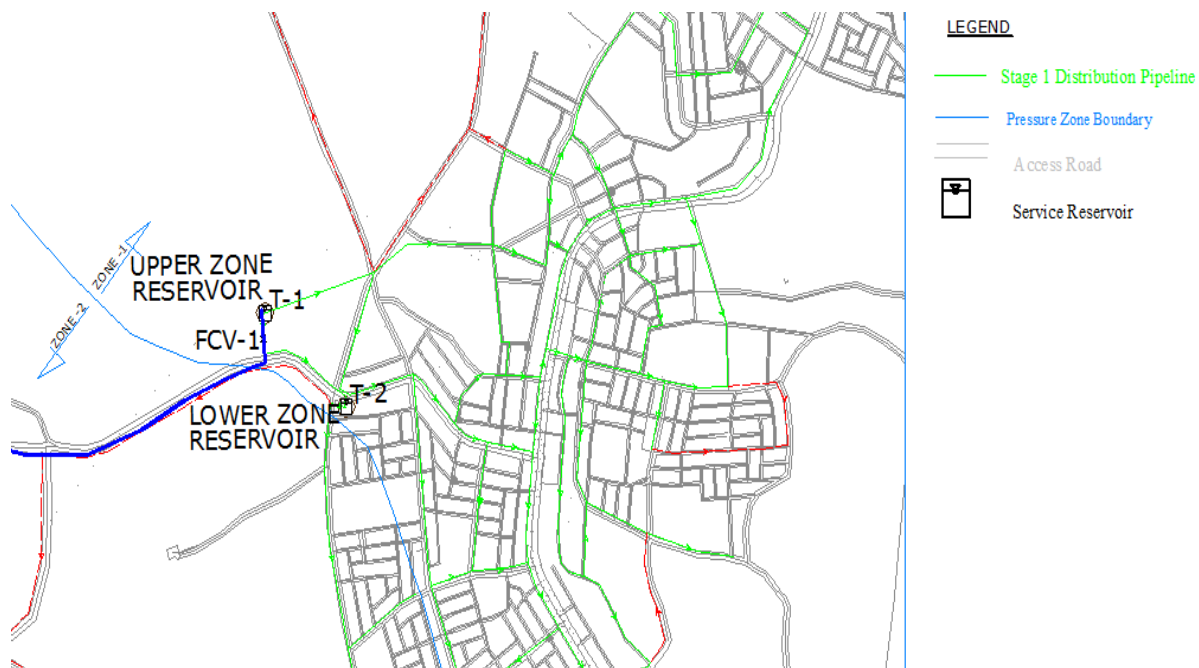 LEGEND
Stage 1 Distribution Pipeline
Pressure Zone Boundary
Access Road
Service Reservoir
ZONE -1
ZONE -2
UPPER ZONE
RESERVOIR
T-1
FCV-1
T-2
LOWER ZONE
RESERVOIR